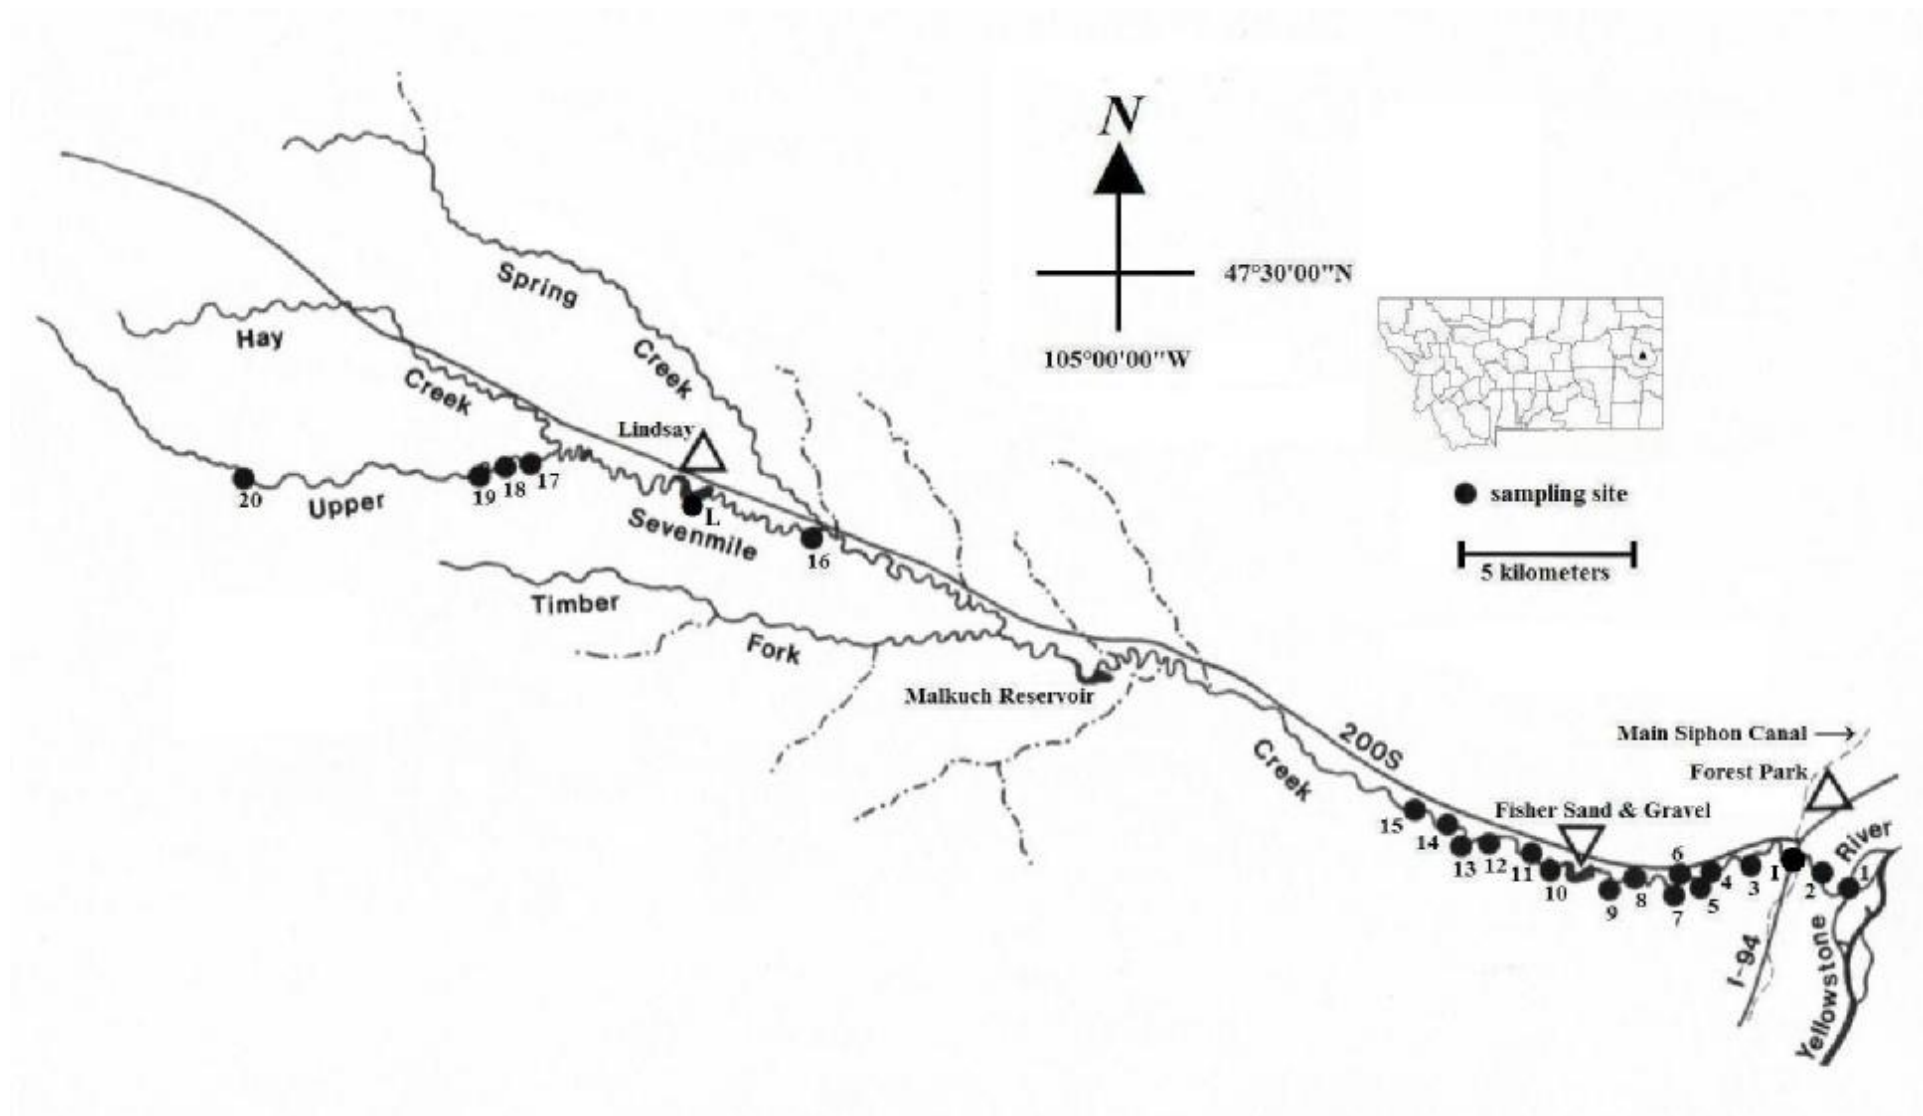 N
47°30'00"N
105°00'00"W
Spring
Creek
Hay
Creek
Lindsay
sampling site
5 kilometers
20
Upper
19
18
17
L
Sevenmile
16
Timber
Fork
Malkuch Reservoir
Creek
200S
Main Siphon Canal
Forest Park
Fisher Sand & Gravel
15
14
13
12
11
10
9
8
7
6
5
4
3
I
2
1
River
I-94
Yellowstone